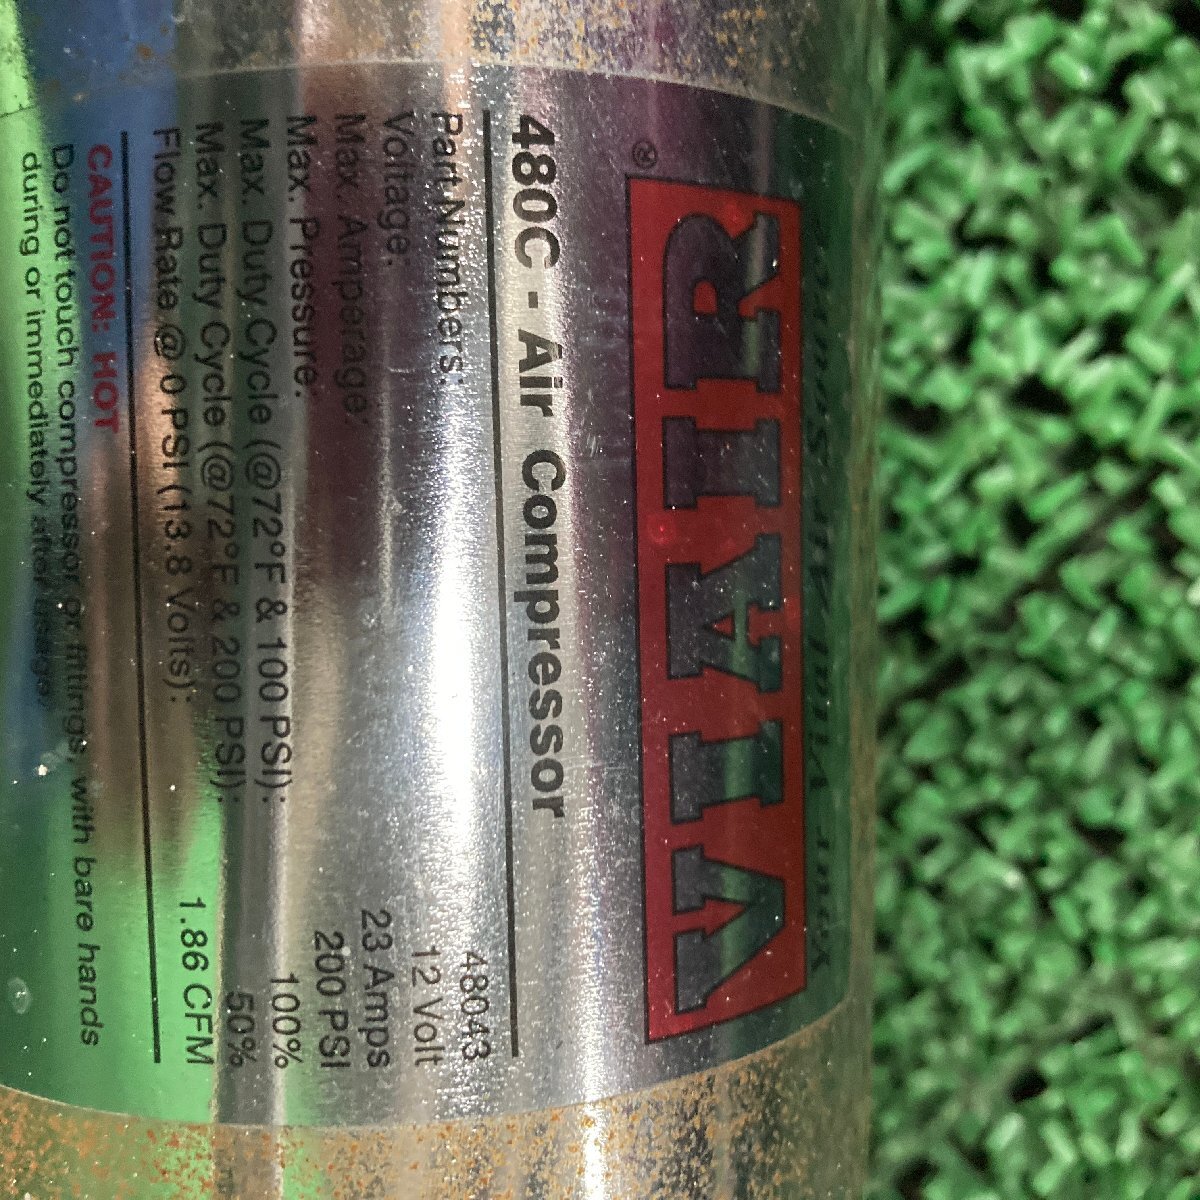 VIAIR®
480C - Air Compressor
Part Numbers: 48043
Voltage: 12 Volt
Max. Amperage: 23 Amps
Max. Pressure: 200 PSI
Max. Duty Cycle (@72°F & 100 PSI): 100%
Max. Duty Cycle (@72°F & 200 PSI): 50%
Flow Rate @ 0 PSI (13.8 Volts): 1.86 CFM
CAUTION: HOT
Do not touch compressor or fittings, with bare hands
during or immediately after usage.